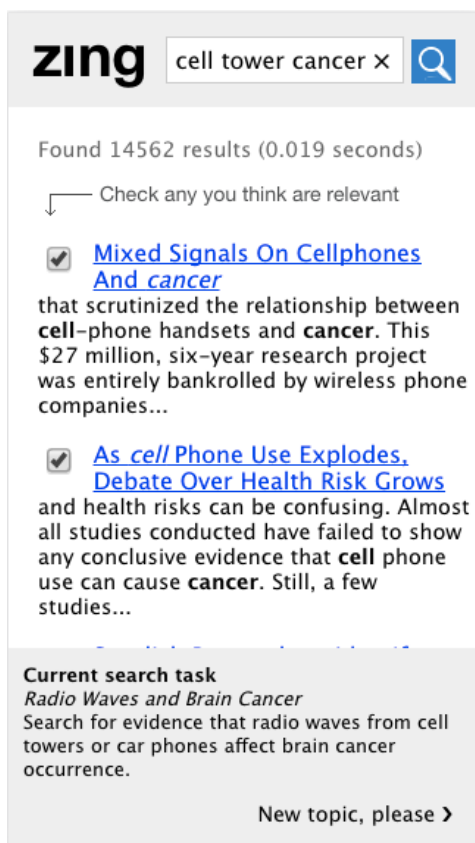 zing
cell tower cancer ×
Found 14562 results (0.019 seconds)
Check any you think are relevant
Mixed Signals On Cellphones
And cancer
that scrutinized the relationship between
cell-phone handsets and cancer. This
$27 million, six-year research project
was entirely bankrolled by wireless phone
companies...
As cell Phone Use Explodes,
Debate Over Health Risk Grows
and health risks can be confusing. Almost
all studies conducted have failed to show
any conclusive evidence that cell phone
use can cause cancer. Still, a few
studies...
Current search task
Radio Waves and Brain Cancer
Search for evidence that radio waves from cell
towers or car phones affect brain cancer
occurrence.
New topic, please ❯